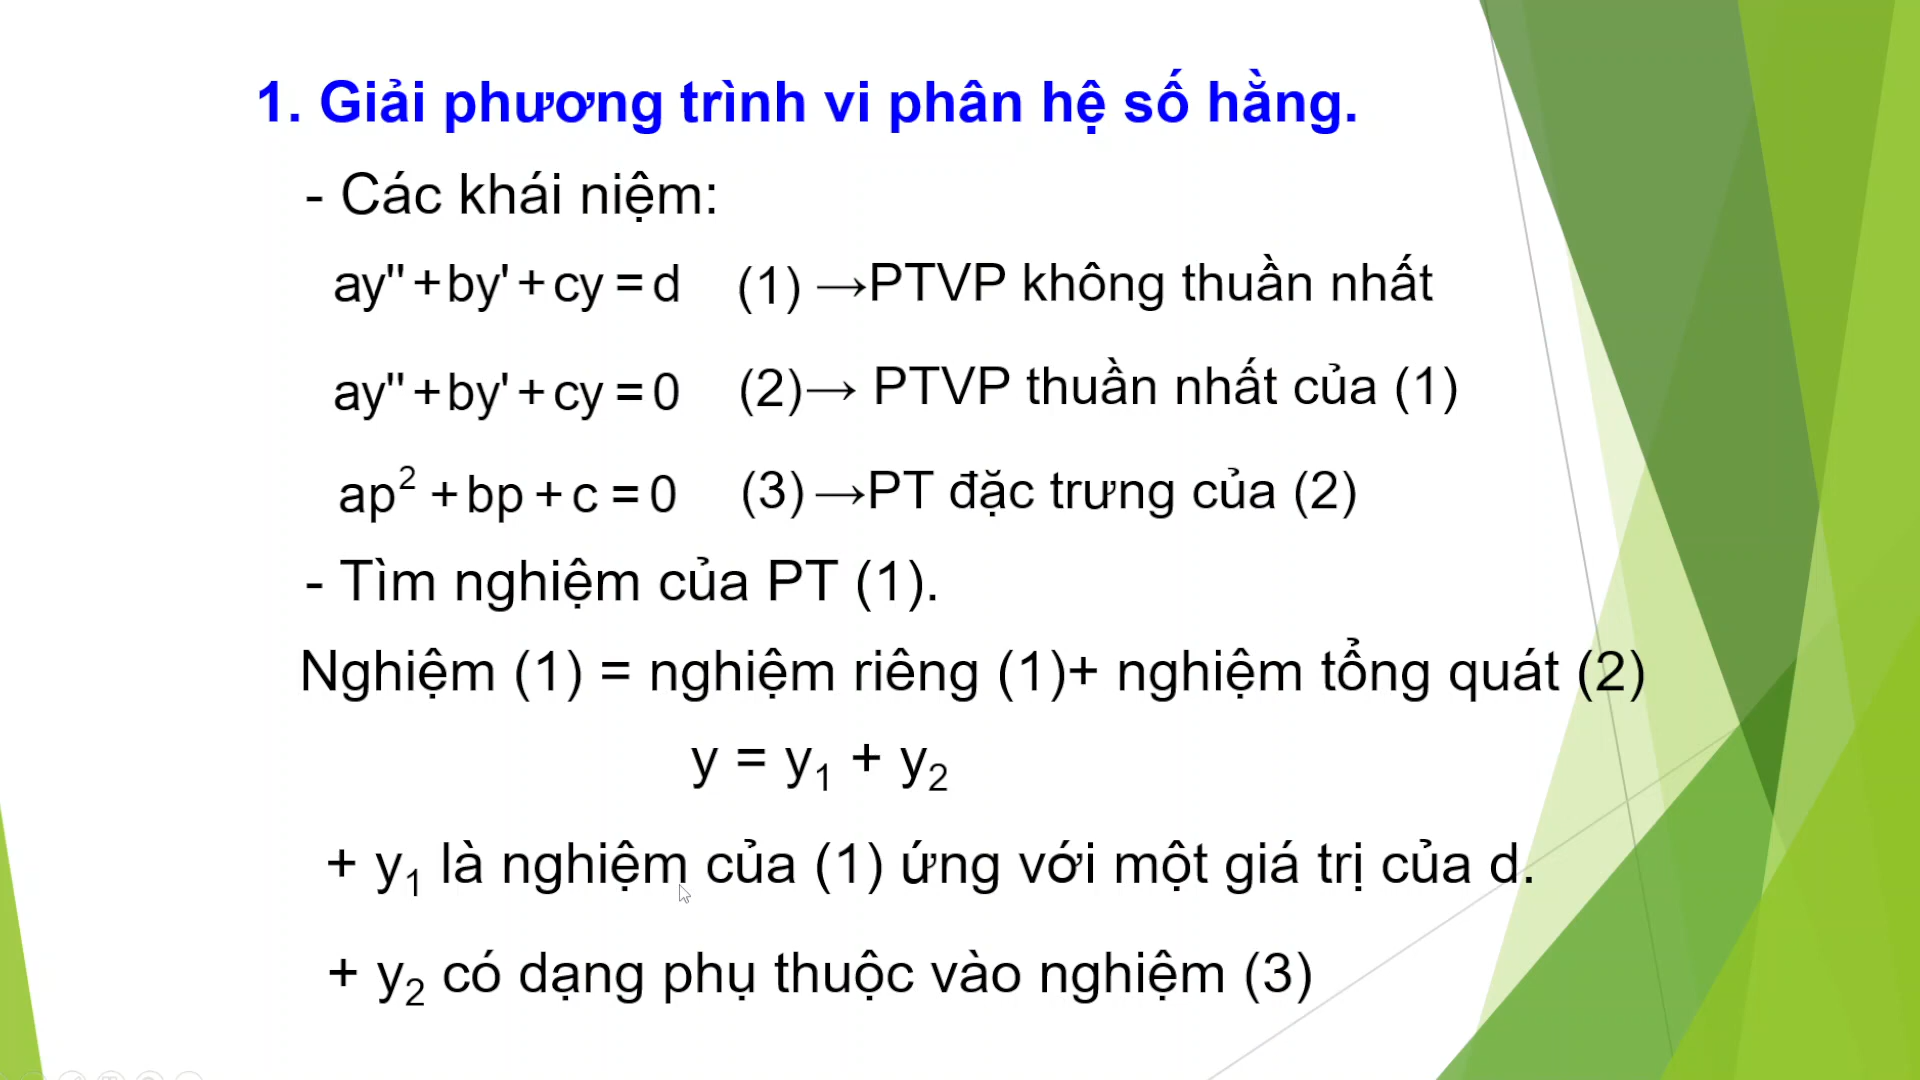 1. Giải phương trình vi phân hệ số hằng.
- Các khái niệm:
ay'' + by' + cy = d (1) →PTVP không thuần nhất
ay'' + by' + cy = 0 (2)→ PTVP thuần nhất của (1)
ap² + bp + c = 0 (3) →PT đặc trưng của (2)
- Tìm nghiệm của PT (1).
Nghiệm (1) = nghiệm riêng (1)+ nghiệm tổng quát (2)
y = y₁ + y₂
+ y₁ là nghiệm của (1) ứng với một giá trị của d.
+ y₂ có dạng phụ thuộc vào nghiệm (3)